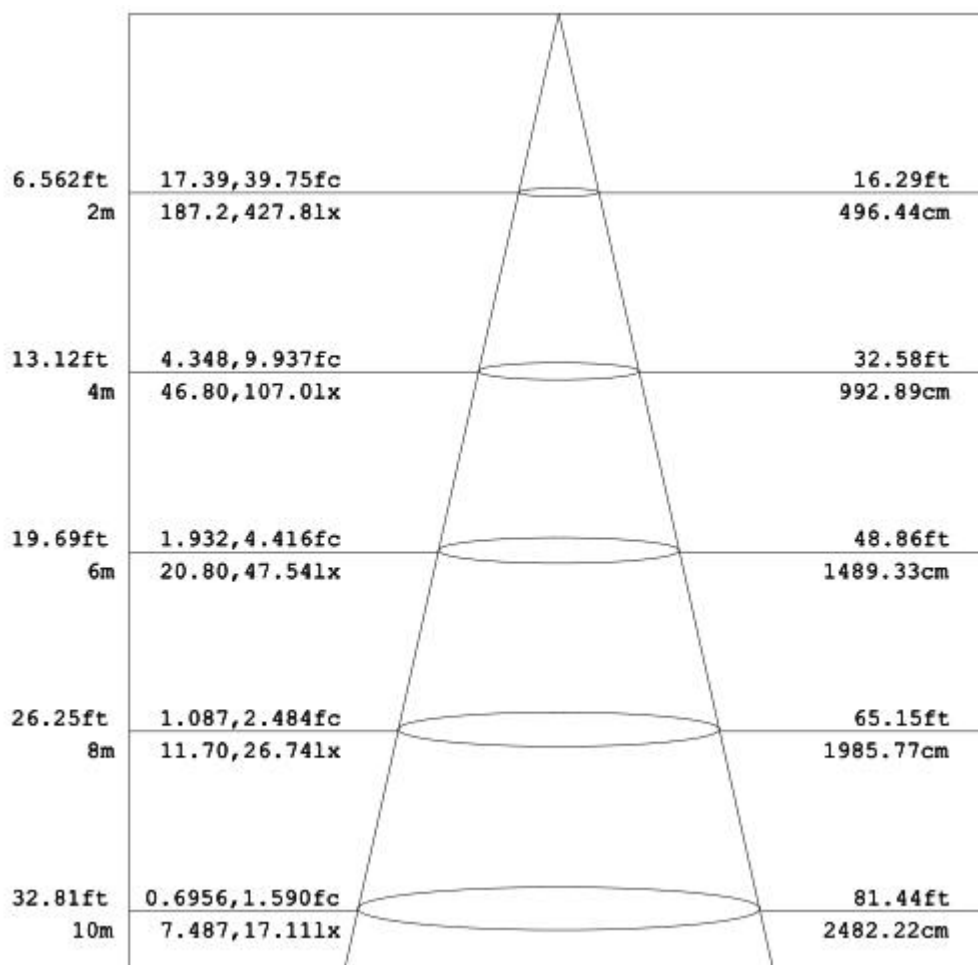 6.562ft 17.39,39.75fc 16.29ft
2m 187.2,427.8lx 496.44cm
13.12ft 4.348,9.937fc 32.58ft
4m 46.80,107.0lx 992.89cm
19.69ft 1.932,4.416fc 48.86ft
6m 20.80,47.54lx 1489.33cm
26.25ft 1.087,2.484fc 65.15ft
8m 11.70,26.74lx 1985.77cm
32.81ft 0.6956,1.590fc 81.44ft
10m 7.487,17.11lx 2482.22cm